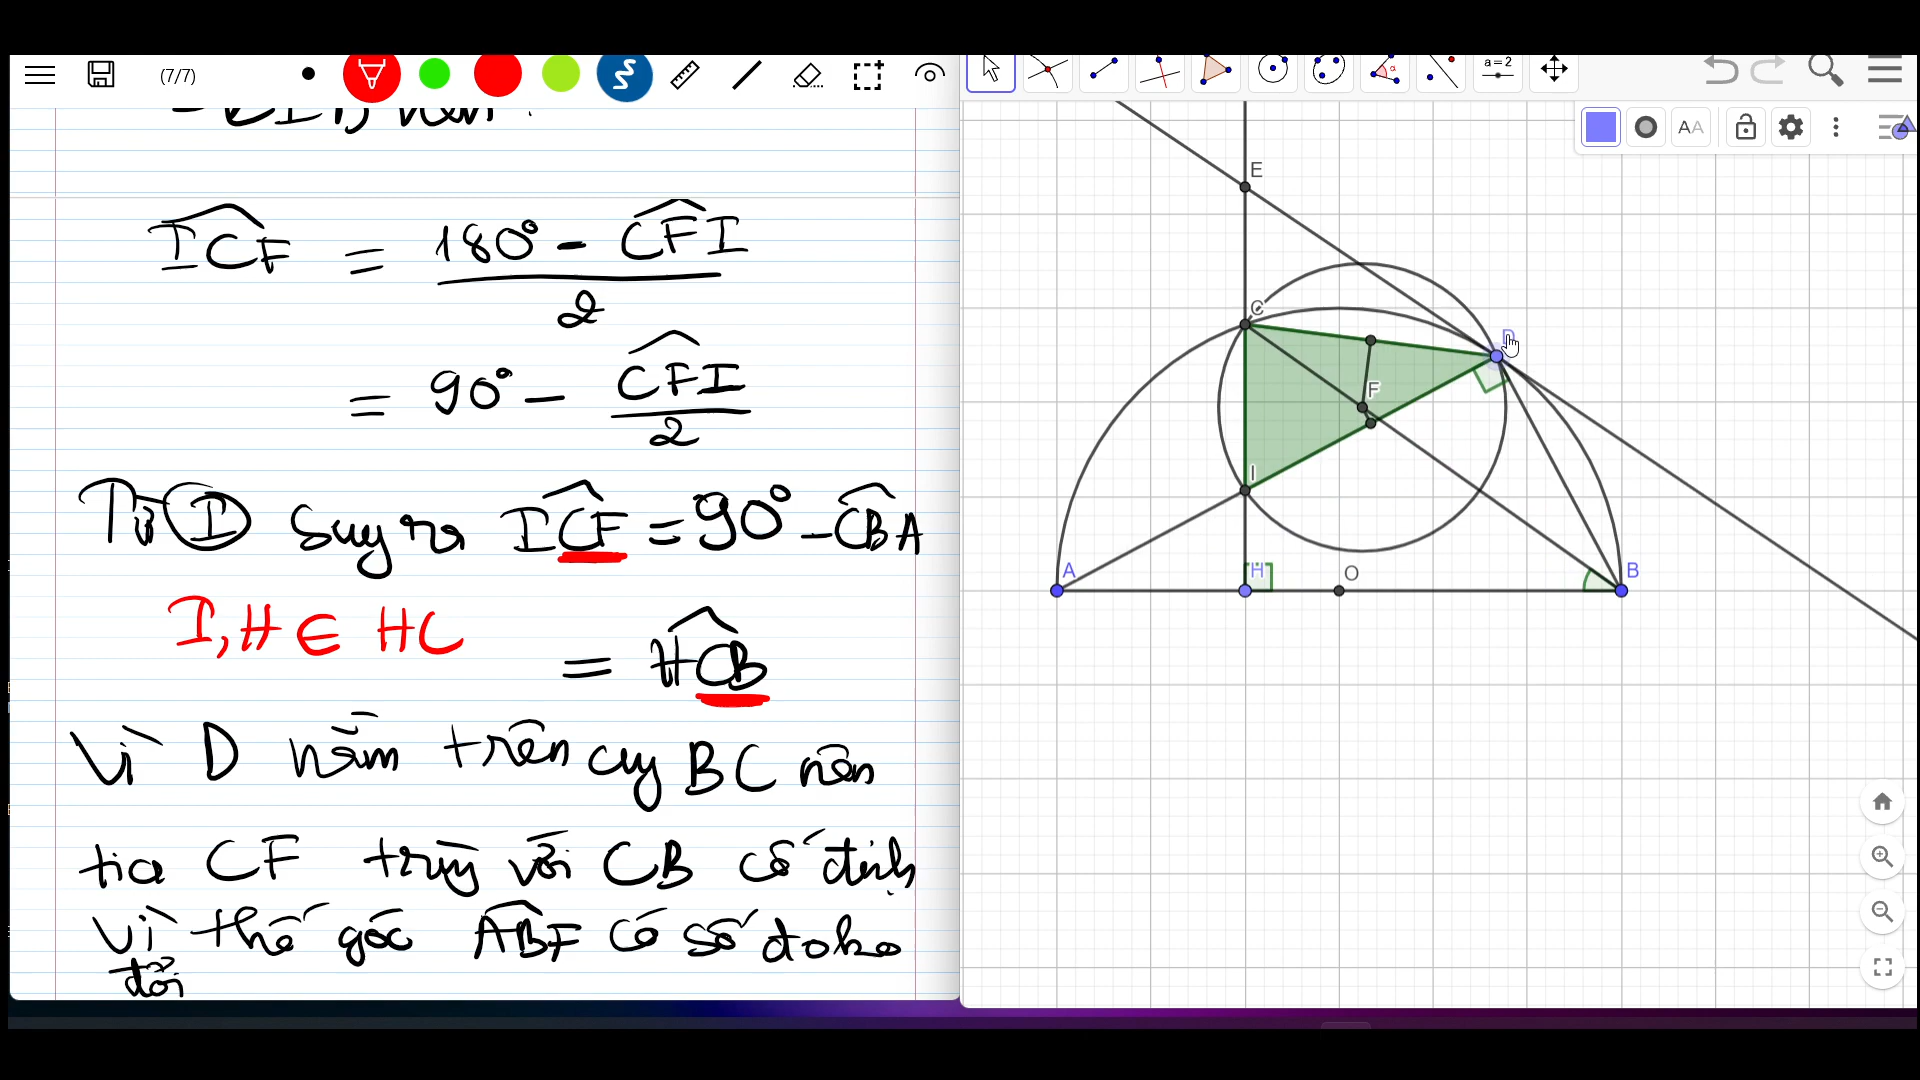 (7/7)
a=2
AA
ICF = 180° - CFI
2
= 90° - CFI
2
Từ I suy ra ICF = 90° - CBA
I, H ∈ HC
= HCB
Vì D nằm trên cung BC nên
tia CF trùng với CB cố định
Vì thế góc ABF có số đo ko
đổi
E
C
D
F
I
A
H
O
B